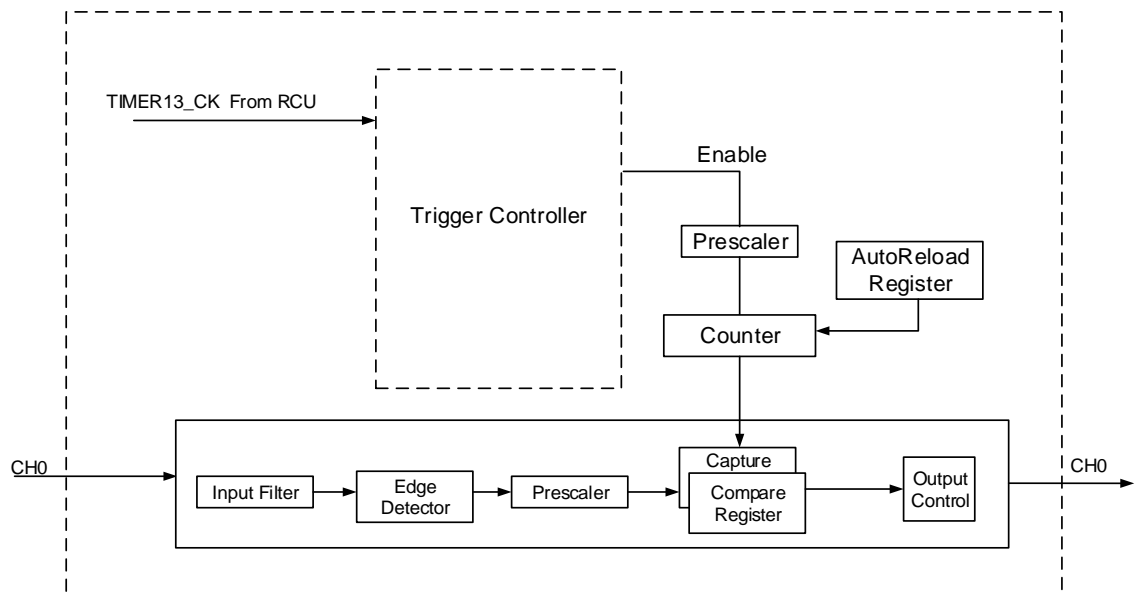 TIMER13_CK From RCU
Trigger Controller
Enable
Prescaler
AutoReload
Register
Counter
CH0
Input Filter
Edge
Detector
Prescaler
Capture
Compare
Register
Output
Control
CH0